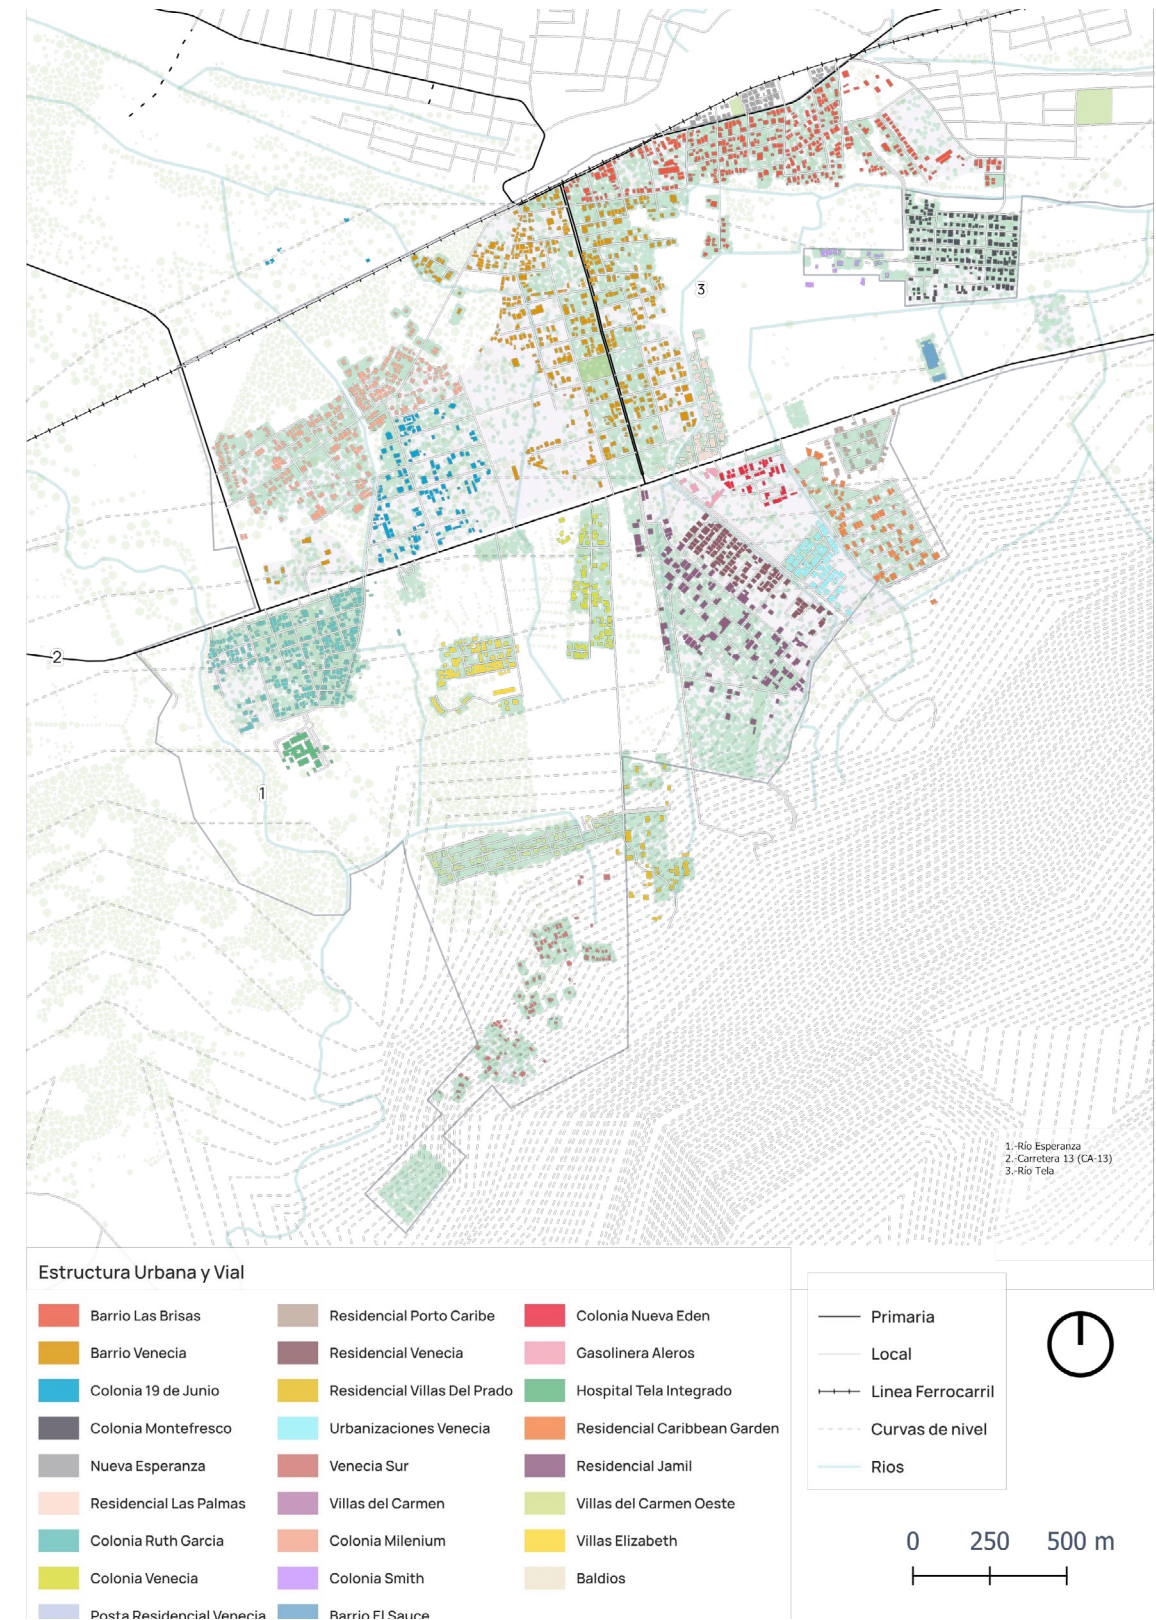 3
2
1
1.-Río Esperanza
2.-Carretera 13 (CA-13)
3.-Río Tela
Estructura Urbana y Vial
Barrio Las Brisas
Barrio Venecia
Colonia 19 de Junio
Colonia Montefresco
Nueva Esperanza
Residencial Las Palmas
Colonia Ruth Garcia
Colonia Venecia
Posta Residencial Venecia
Residencial Porto Caribe
Residencial Venecia
Residencial Villas Del Prado
Urbanizaciones Venecia
Venecia Sur
Villas del Carmen
Colonia Milenium
Colonia Smith
Barrio El Sauce
Colonia Nueva Eden
Gasolinera Aleros
Hospital Tela Integrado
Residencial Caribbean Garden
Residencial Jamil
Villas del Carmen Oeste
Villas Elizabeth
Baldios
Primaria
Local
Linea Ferrocarril
Curvas de nivel
Rios
0 250 500 m